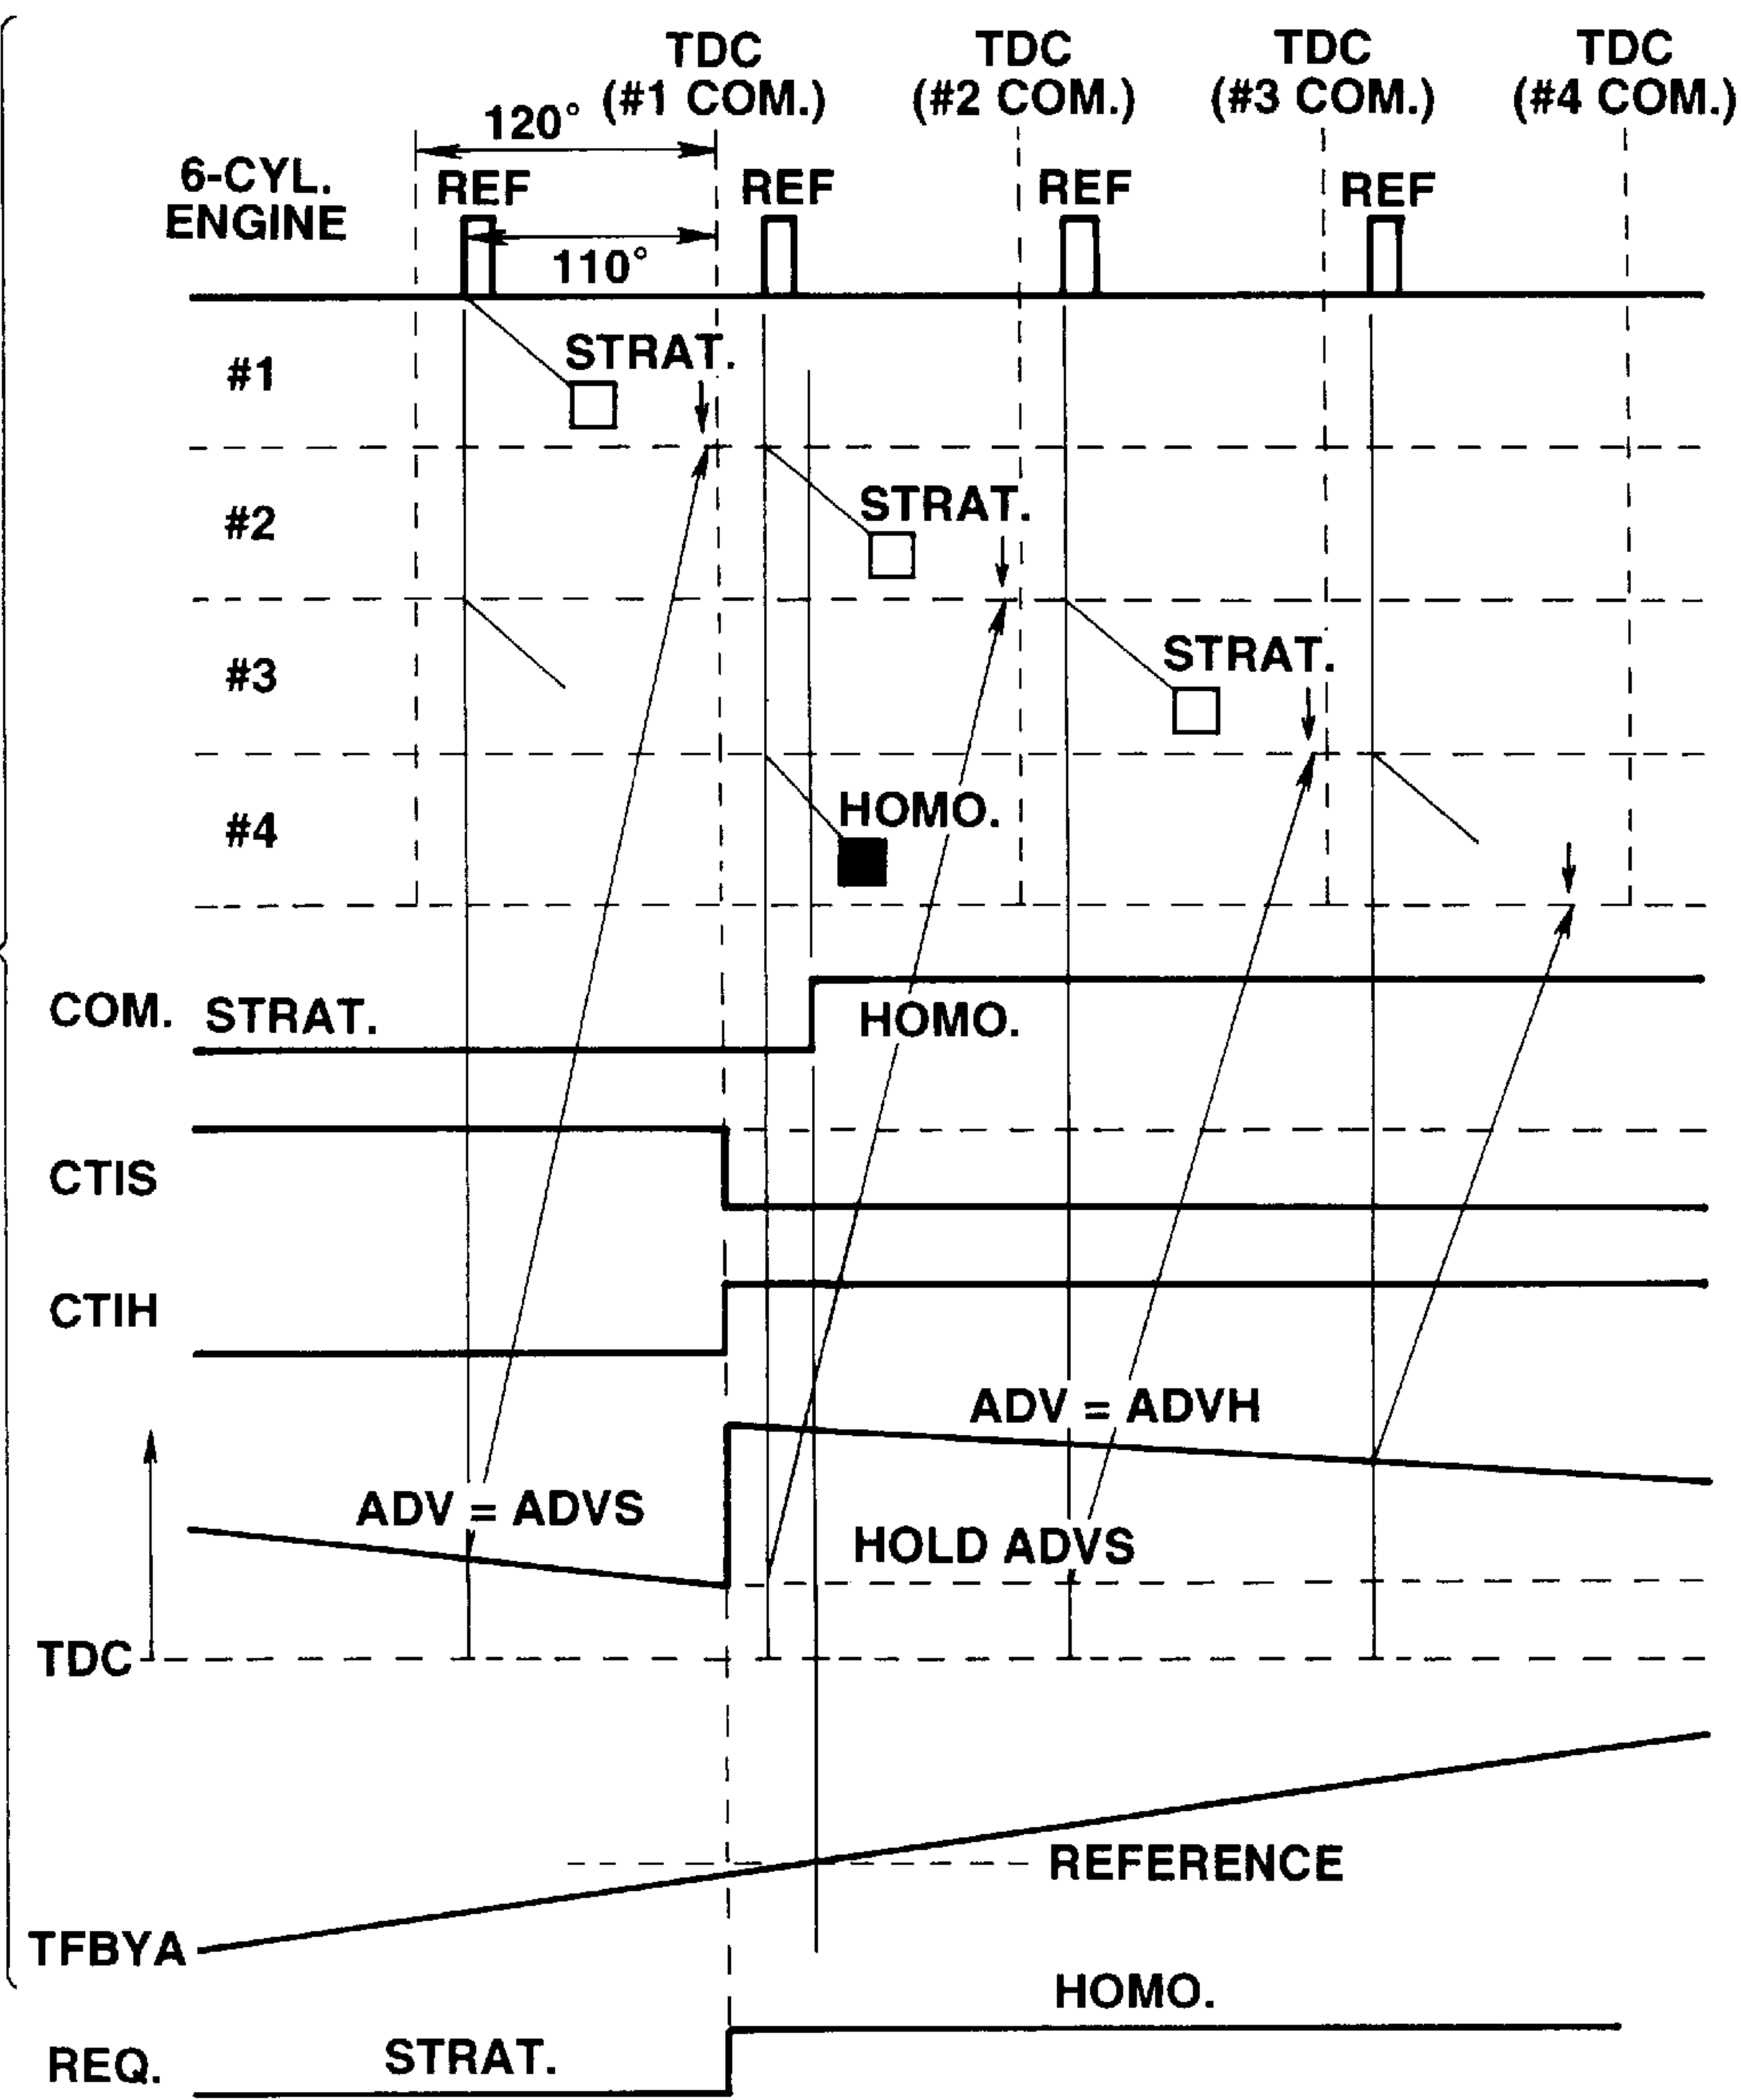 TDC
(#1 COM.)
TDC
(#2 COM.)
TDC
(#3 COM.)
TDC
(#4 COM.)
120°
6-CYL.
ENGINE
REF
REF
REF
REF
110°
#1
STRAT.
#2
STRAT.
#3
STRAT.
#4
HOMO.
COM.
STRAT.
HOMO.
CTIS
CTIH
ADV = ADVH
ADV = ADVS
HOLD ADVS
TDC
REFERENCE
TFBYA
HOMO.
REQ.
STRAT.